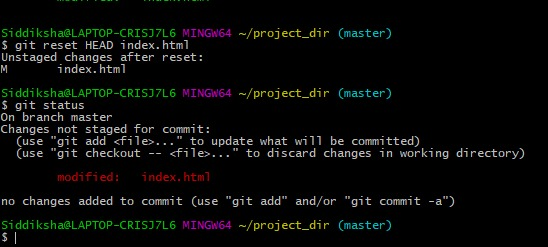 modified: index.html
Siddiksha@LAPTOP-CRISJ7L6 MINGW64 ~/project_dir (master)
$ git reset HEAD index.html
Unstaged changes after reset:
M index.html
Siddiksha@LAPTOP-CRISJ7L6 MINGW64 ~/project_dir (master)
$ git status
On branch master
Changes not staged for commit:
(use "git add <file>..." to update what will be committed)
(use "git checkout -- <file>..." to discard changes in working directory)
modified: index.html
no changes added to commit (use "git add" and/or "git commit -a")
Siddiksha@LAPTOP-CRISJ7L6 MINGW64 ~/project_dir (master)
$